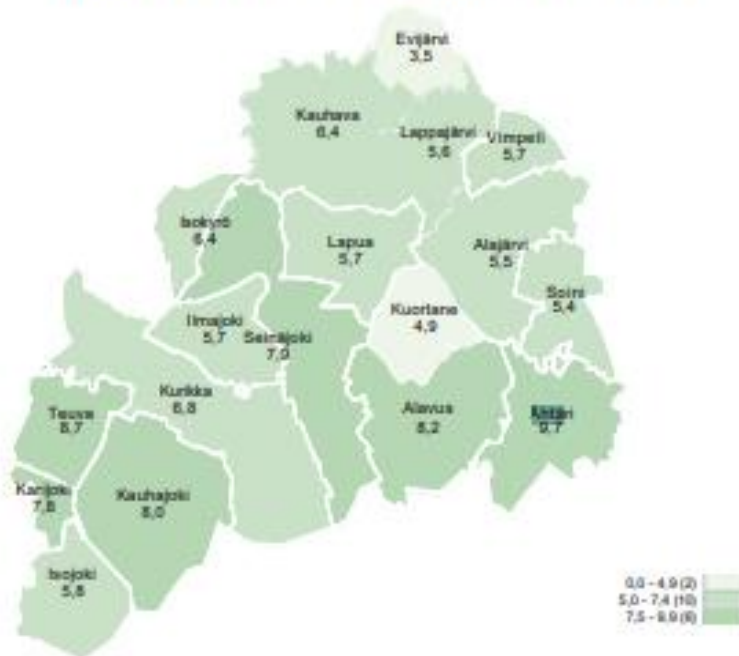 Evijärvi
3,5
Kauhava
6,4
Lappajärvi
5,6
Vimpeli
5,7
Isokyrö
6,4
Lapua
5,7
Alajärvi
5,5
Soini
5,4
Kuortane
4,9
Ilmajoki
5,7
Seinäjoki
7,9
Kurikka
6,8
Teuva
8,7
Alavus
8,2
Ähtäri
9,7
Karijoki
7,8
Kauhajoki
8,0
Isojoki
5,8
0,0 - 4,9 (2)
5,0 - 7,4 (10)
7,5 - 9,9 (6)